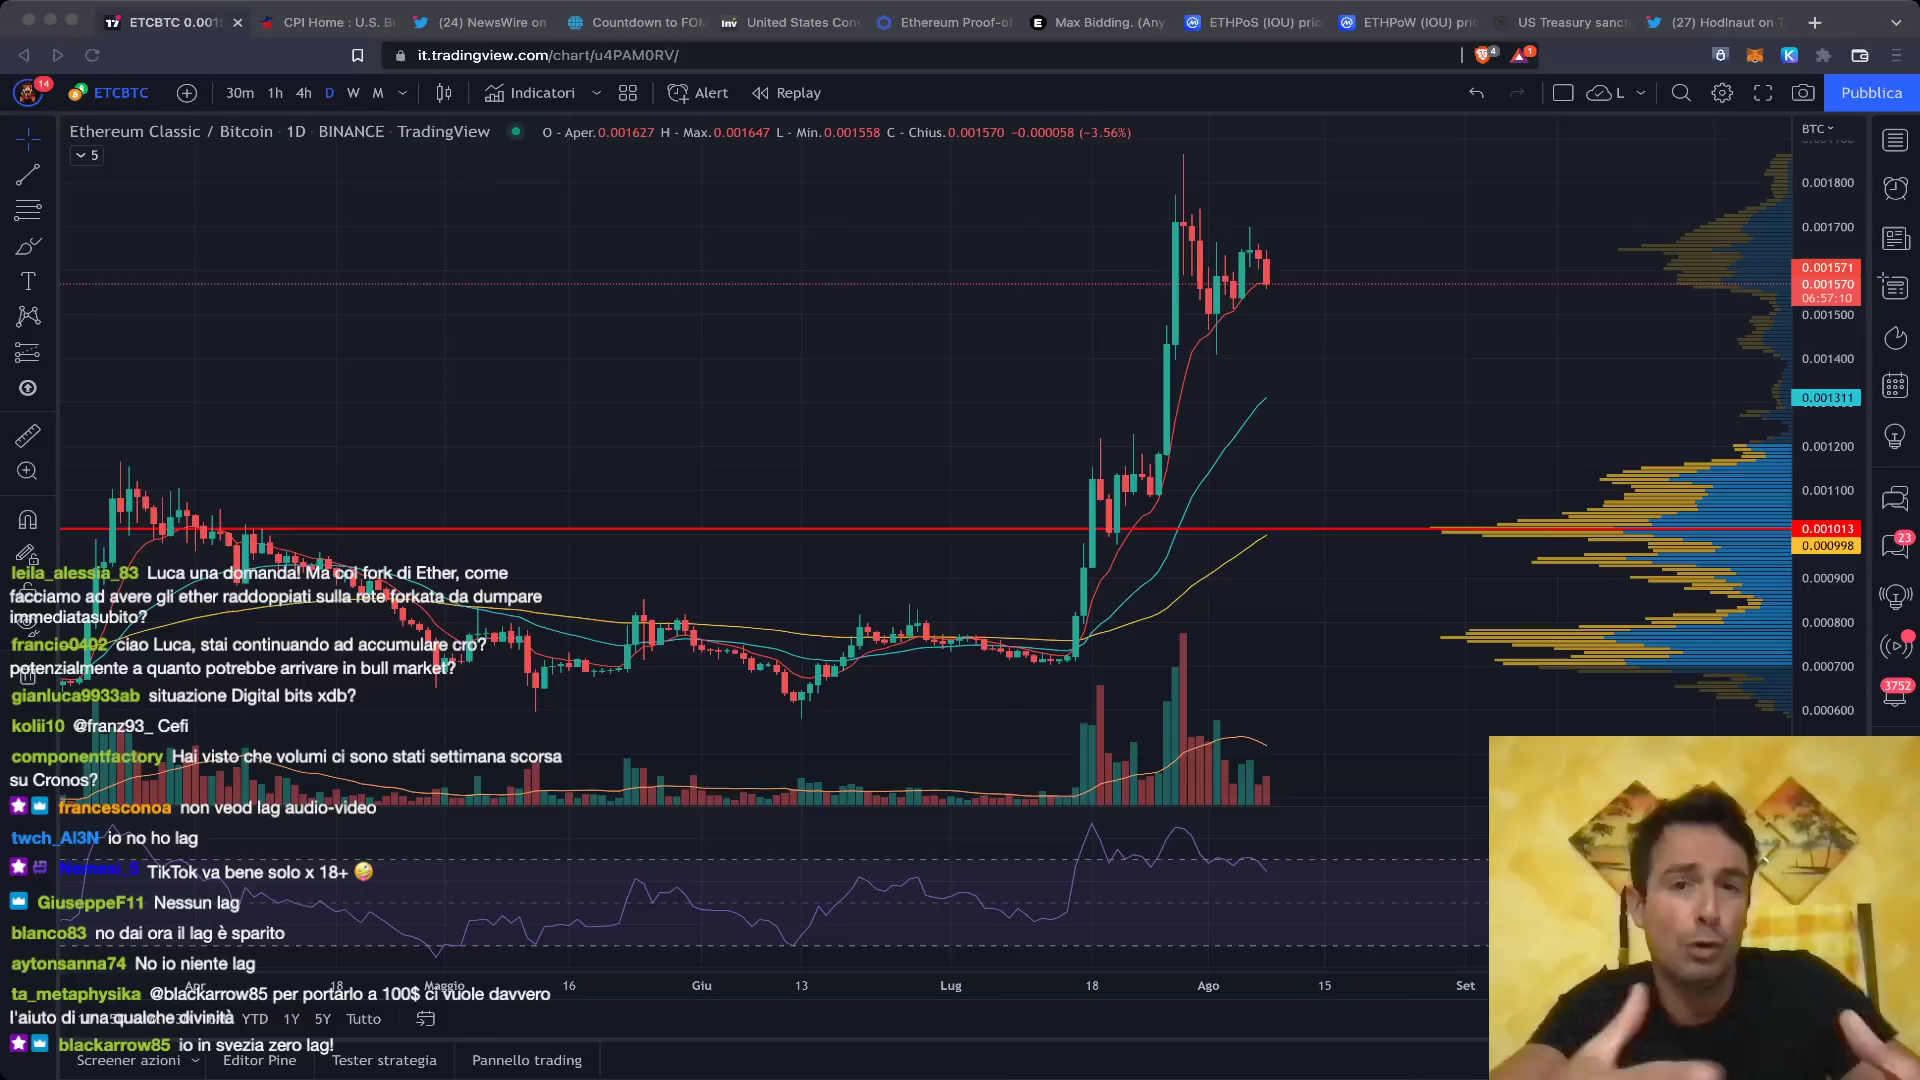 ETCBTC 0.001
CPI Home : U.S. Bu
(24) NewsWire on
Countdown to FOM
United States Cons
Ethereum Proof-of
Max Bidding. (Any
ETHPoS (IOU) pric
ETHPoW (IOU) pric
US Treasury sancti
(27) Hodlnaut on T
it.tradingview.com/chart/u4PAM0RV/
4
1
14
ETCBTC
30m 1h 4h D W M
Indicatori
Alert
Replay
L
Pubblica
Ethereum Classic / Bitcoin · 1D · BINANCE · TradingView
O - Aper.0.001627 H - Max.0.001647 L - Min.0.001558 C - Chius.0.001570 −0.000058 (−3.56%)
BTC
5
0.001800
0.001700
0.001571
0.001570
06:57:10
0.001500
0.001400
0.001311
0.001200
0.001100
0.001013
0.000998
0.000900
0.000800
0.000700
0.000600
23
3752
leila_alessia_83 Luca una domanda! Ma col fork di Ether, come
facciamo ad avere gli ether raddoppiati sulla rete forkata da dumpare
immediatasubito?
francio0402 ciao Luca, stai continuando ad accumulare cro?
potenzialmente a quanto potrebbe arrivare in bull market?
gianluca9933ab situazione Digital bits xdb?
kolii10 @franz93_ Cefi
componentfactory Hai visto che volumi ci sono stati settimana scorsa
su Cronos?
francesconoa non veod lag audio-video
twch_Al3N io no ho lag
Nemesi_5 TikTok va bene solo x 18+ 🤪
GiuseppeF11 Nessun lag
blanco83 no dai ora il lag è sparito
aytonsanna74 No io niente lag
Apr 18 Maggio 16 Giu 13 Lug 18 Ago 15 Set
ta_metaphysika @blackarrow85 per portarlo a 100$ ci vuole davvero
l'aiuto di una qualche divinità
YTD 1Y 5Y Tutto
blackarrow85 io in svezia zero lag!
Screener azioni
Editor Pine
Tester strategia
Pannello trading